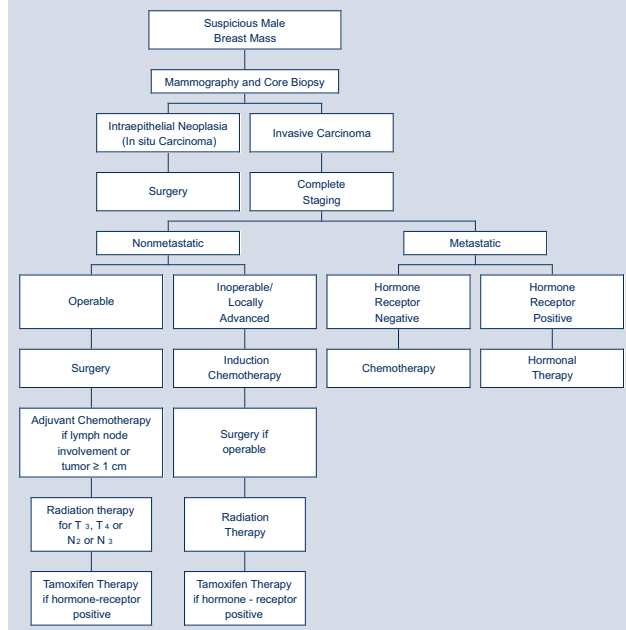 Suspicious Male
Breast Mass
Mammography and Core Biopsy
Intraepithelial Neoplasia
(In situ Carcinoma)
Invasive Carcinoma
Surgery
Complete
Staging
Nonmetastatic
Metastatic
Operable
Inoperable/
Locally
Advanced
Hormone
Receptor
Negative
Hormone
Receptor
Positive
Surgery
Induction
Chemotherapy
Chemotherapy
Hormonal
Therapy
Adjuvant Chemotherapy
if lymph node
involvement or
tumor ≥ 1 cm
Surgery if
operable
Radiation therapy
for T 3, T 4 or
N2 or N 3
Radiation
Therapy
Tamoxifen Therapy
if hormone-receptor
positive
Tamoxifen Therapy
if hormone - receptor
positive